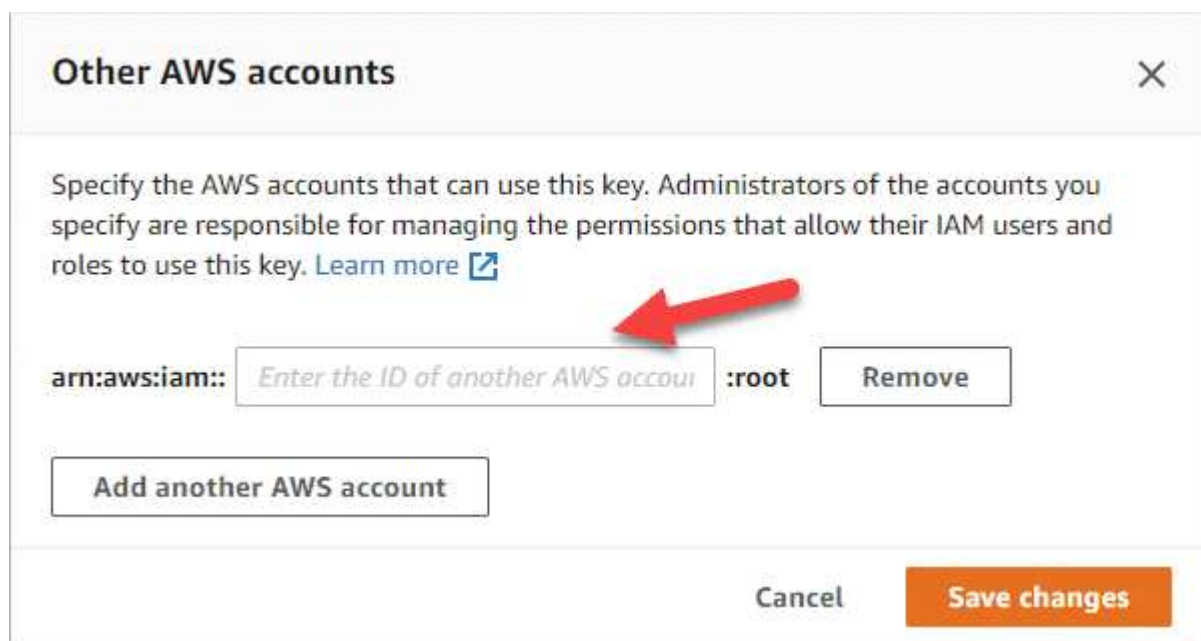 Other AWS accounts
Specify the AWS accounts that can use this key. Administrators of the accounts you
specify are responsible for managing the permissions that allow their IAM users and
roles to use this key. Learn more
arn:aws:iam:: Enter the ID of another AWS accoun :root Remove
Add another AWS account
Cancel Save changes